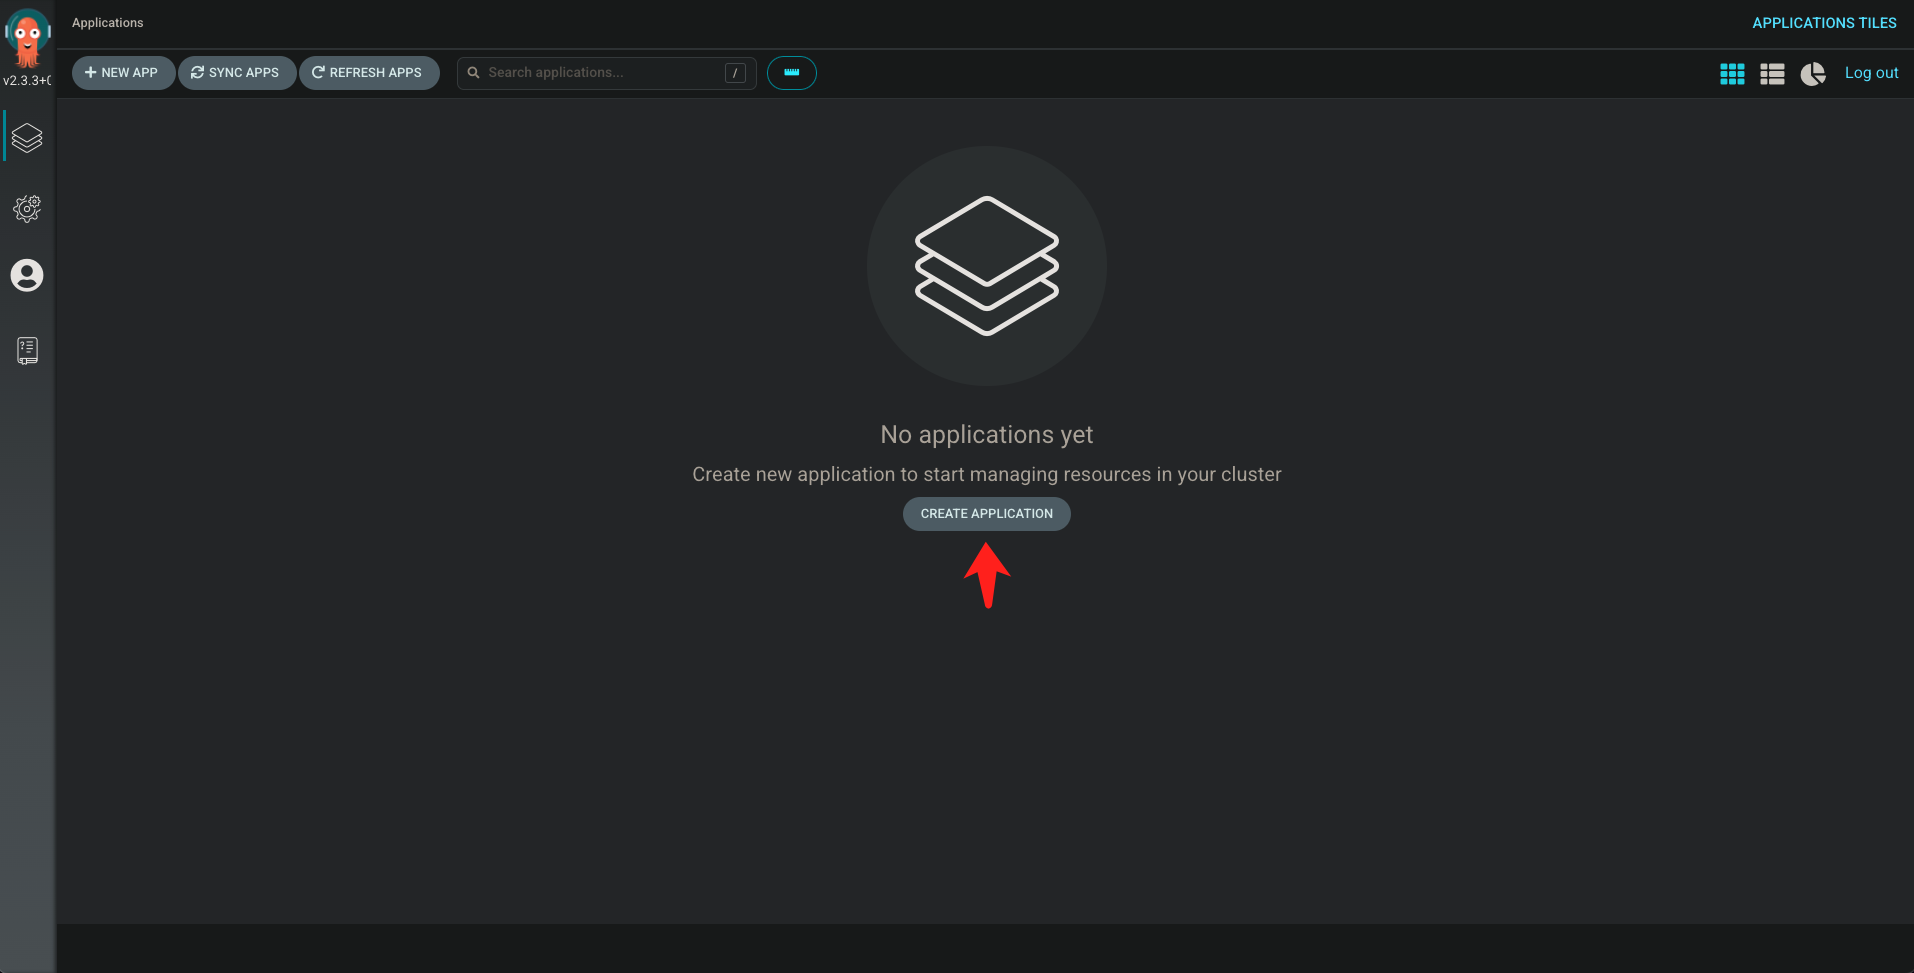 Applications
APPLICATIONS TILES
NEW APP
SYNC APPS
REFRESH APPS
Search applications...
/
Log out
v2.3.3+
No applications yet
Create new application to start managing resources in your cluster
CREATE APPLICATION